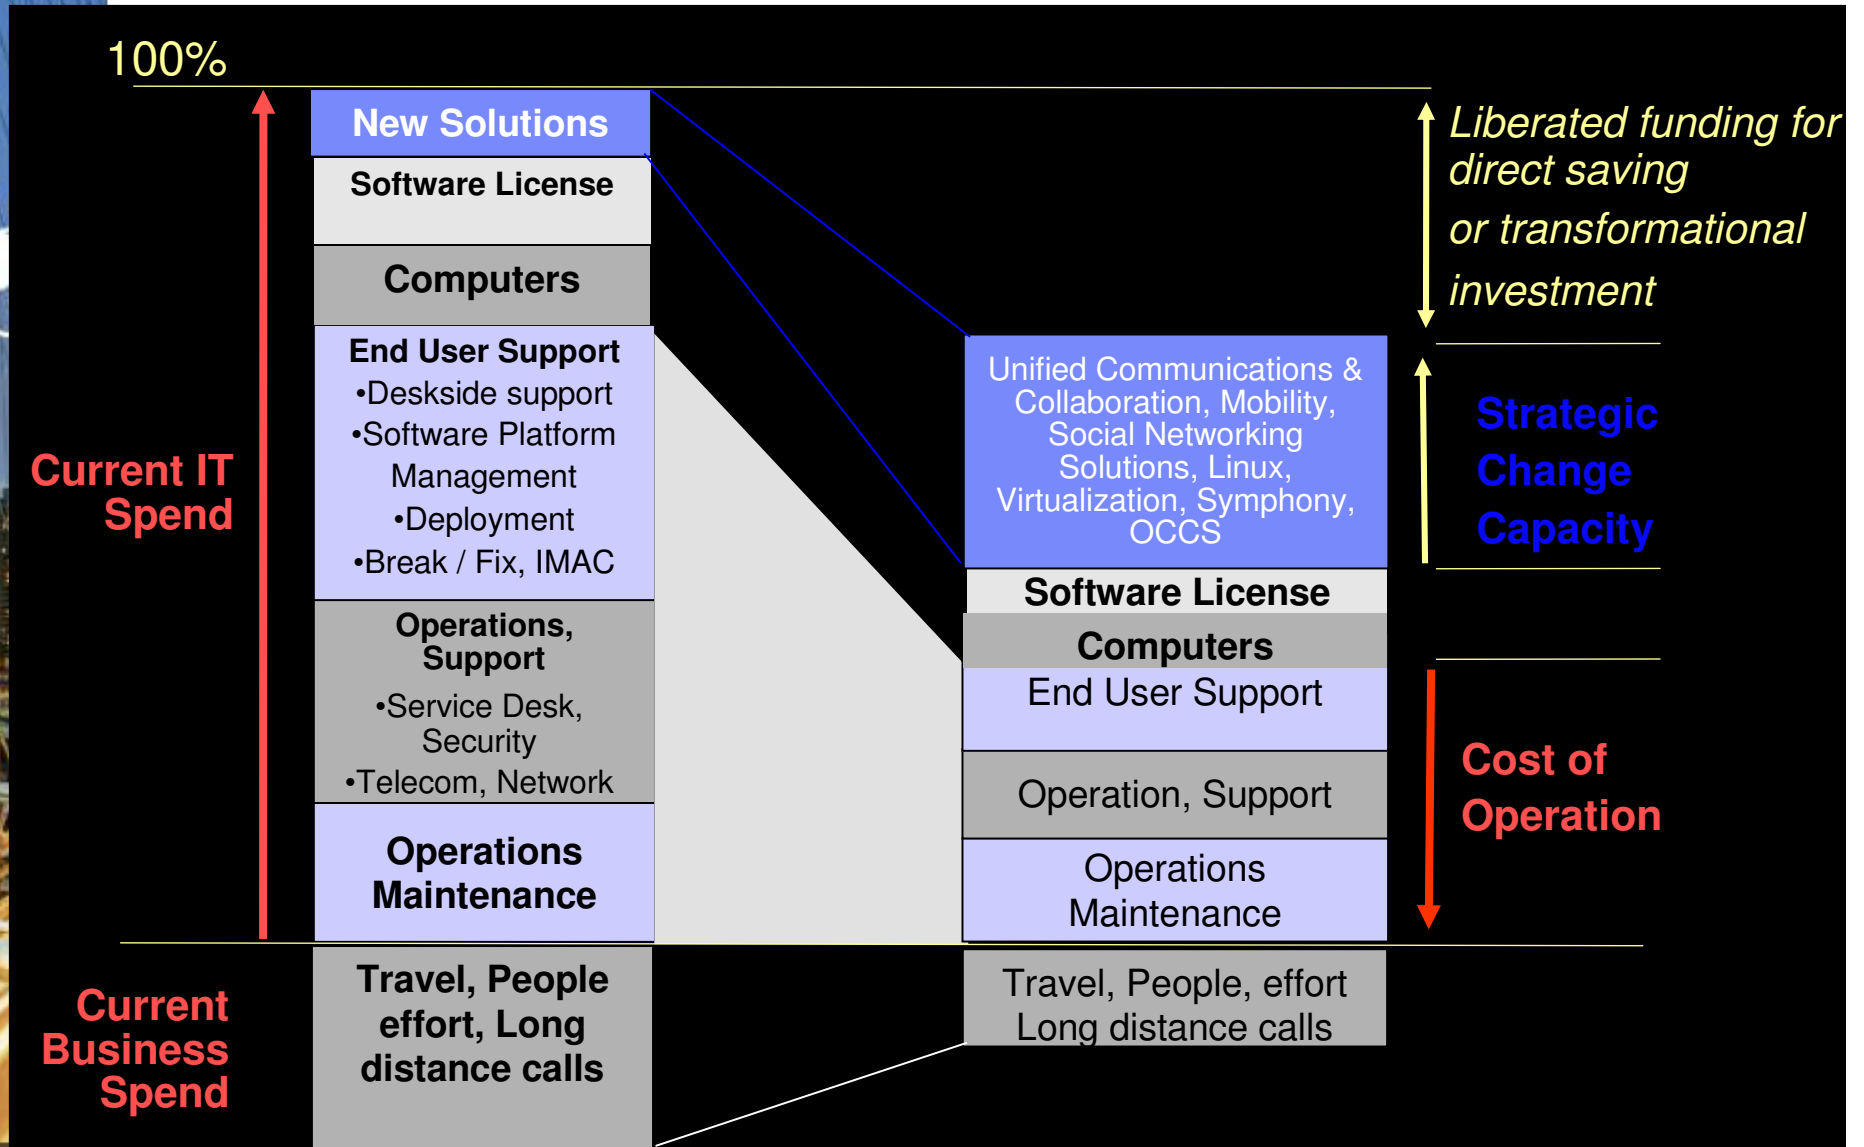 100%
New Solutions
Software License
Computers
End User Support
•Deskside support
•Software Platform
Management
•Deployment
•Break / Fix, IMAC
Operations,
Support
•Service Desk,
Security
•Telecom, Network
Operations
Maintenance
Travel, People
effort, Long
distance calls
Current IT
Spend
Current
Business
Spend
Unified Communications &
Collaboration, Mobility,
Social Networking
Solutions, Linux,
Virtualization, Symphony,
OCCS
Software License
Computers
End User Support
Operation, Support
Operations
Maintenance
Travel, People, effort
Long distance calls
Liberated funding for
direct saving
or transformational
investment
Strategic
Change
Capacity
Cost of
Operation